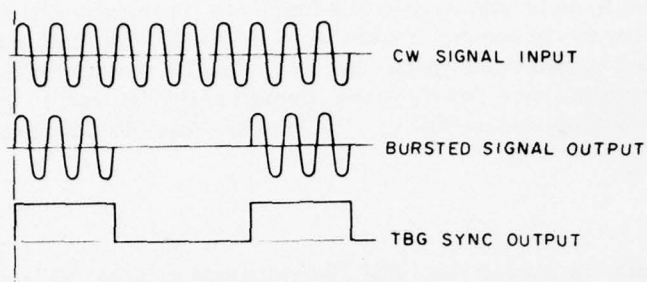 CW SIGNAL INPUT
BURSTED SIGNAL OUTPUT
TBG SYNC OUTPUT